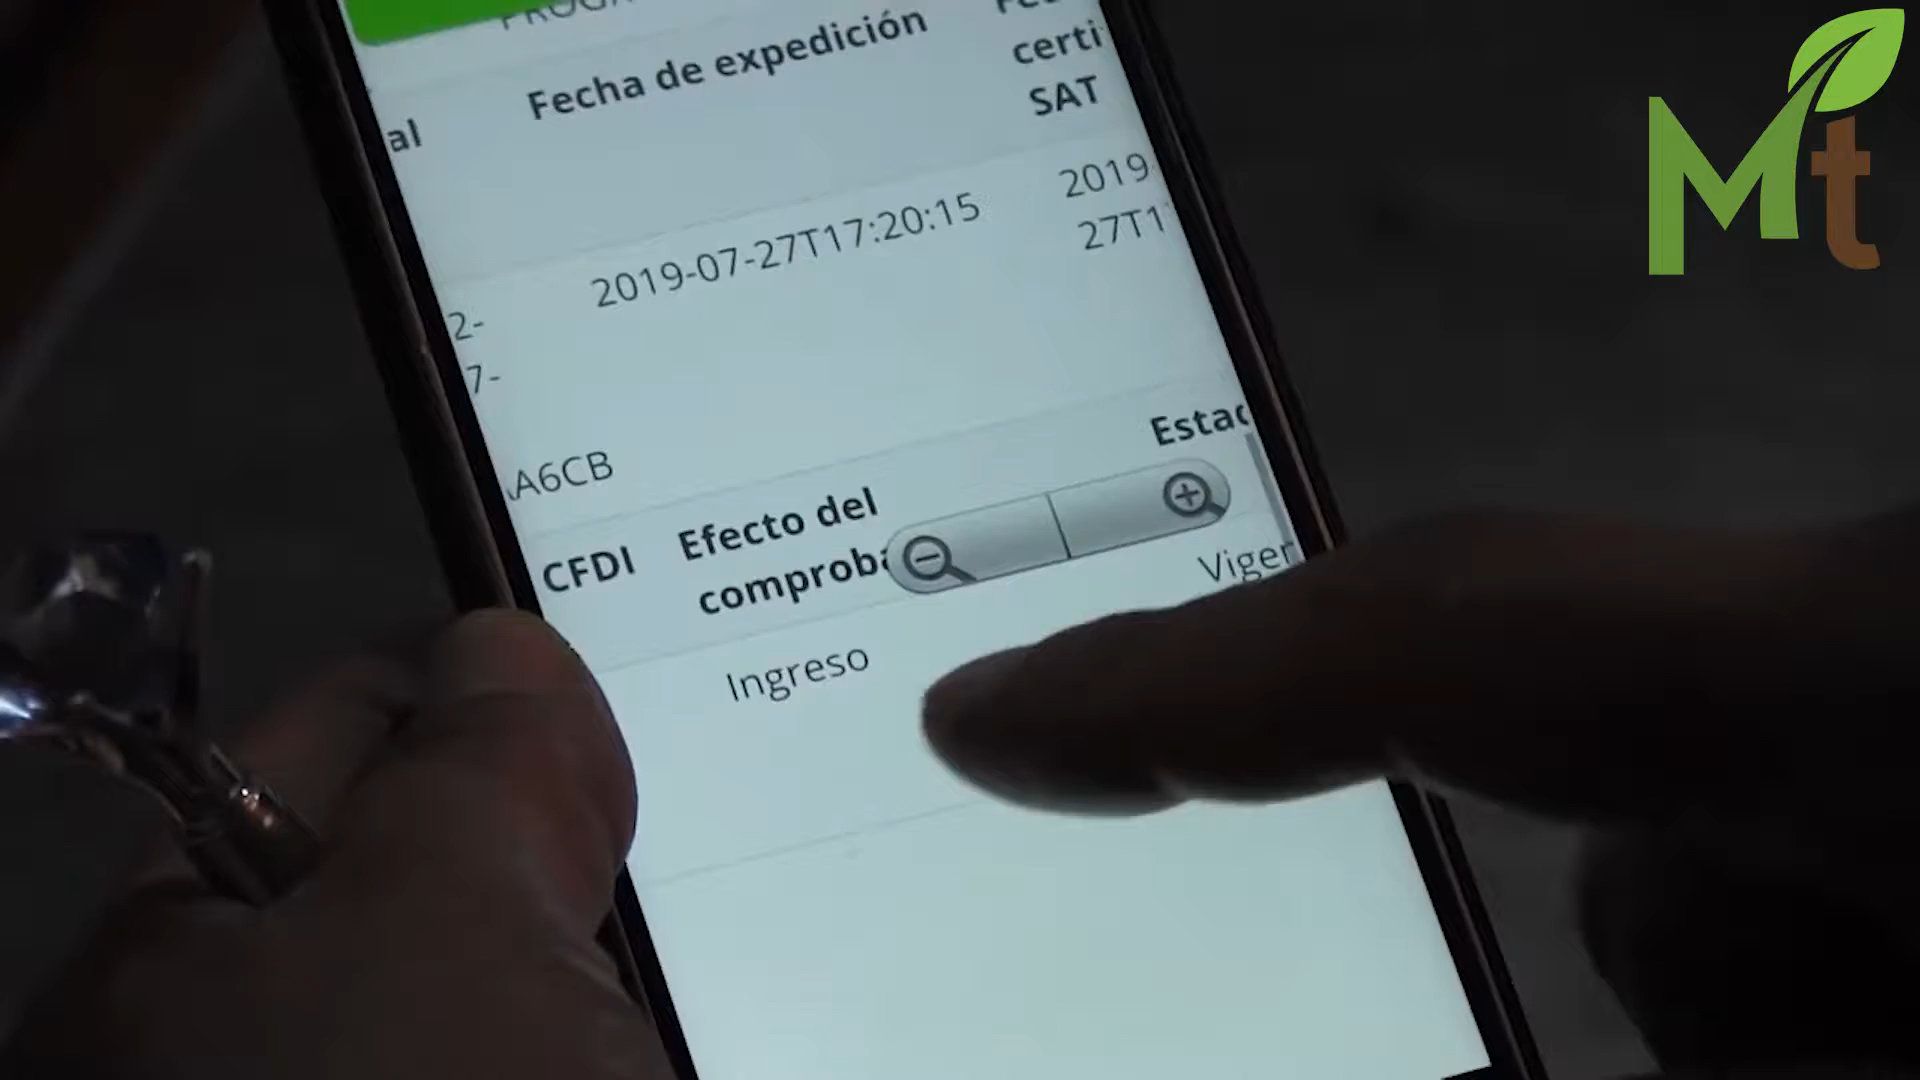 Fecha de expedición
certi
SAT
al
2019-07-27T17:20:15
2019
27T1
2-
7-
A6CB
CFDI
Efecto del
comproba
Estad
Ingreso
Viger
Mt